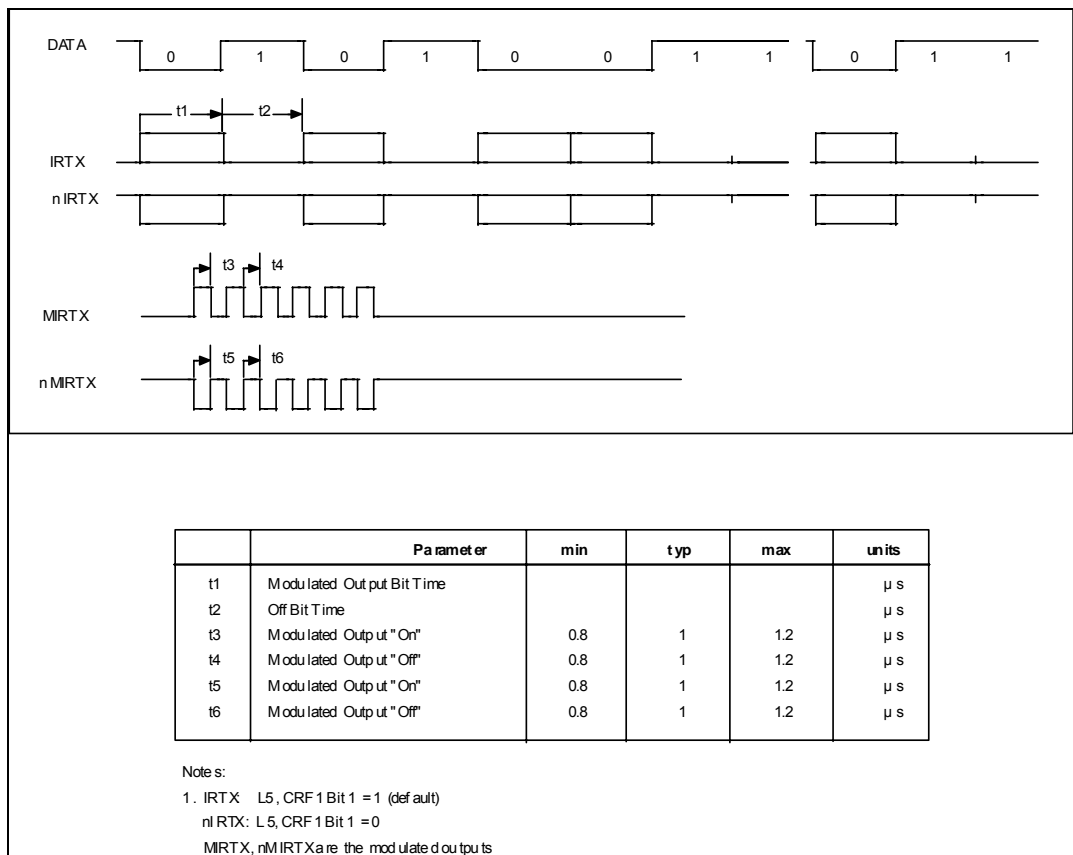 DATA
0 1 0 1 0 0 1 1 0 1 1
t1 t2
IRTX
nIRTX
t3 t4
MIRTX
t5 t6
nMIRTX
Parameter min typ max units
t1 Modulated Output Bit Time µs
t2 Off Bit Time µs
t3 Modulated Output "On" 0.8 1 1.2 µs
t4 Modulated Output "Off" 0.8 1 1.2 µs
t5 Modulated Output "On" 0.8 1 1.2 µs
t6 Modulated Output "Off" 0.8 1 1.2 µs
Notes:
1. IRTX: L5, CRF1 Bit 1 = 1 (default)
nIRTX: L5, CRF1 Bit 1 = 0
MIRTX, nMIRTX are the modulated outputs